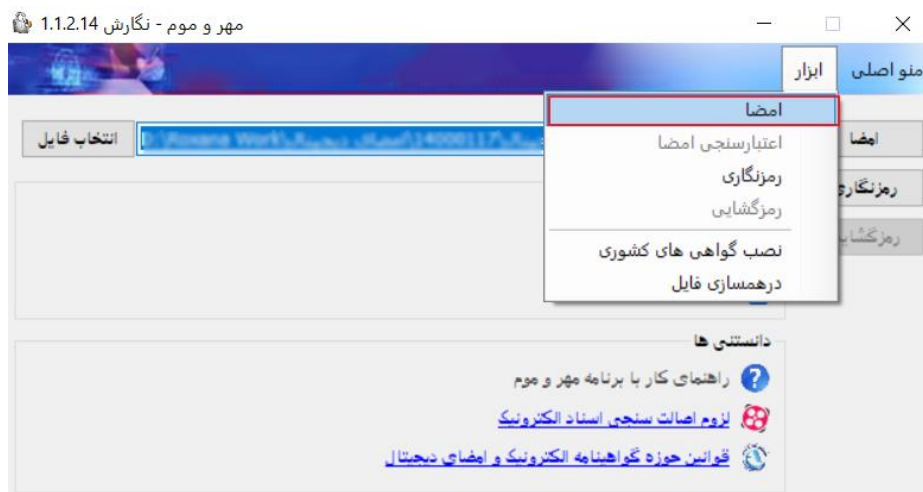 مهر و موم - نگارش 1.1.2.14
منو اصلی ابزار
امضا
اعتبارسنجی امضا
رمزنگاری
رمزگشایی
نصب گواهی های کشوری
درهمسازی فایل
امضا
انتخاب فایل
رمزنگاری
دانستنی ها
راهنمای کار با برنامه مهر و موم
لزوم اصالت سنجی اسناد الکترونیک
قوانین حوزه گواهینامه الکترونیک و امضای دیجیتال